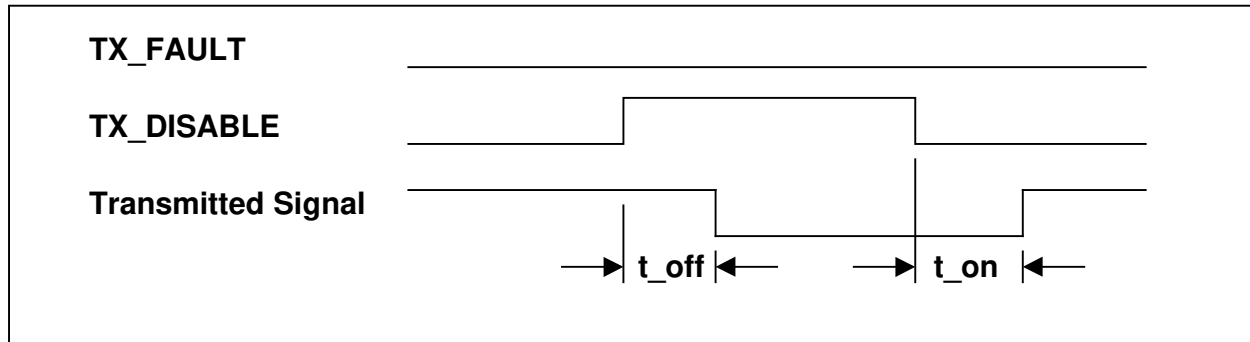 TX_FAULT
TX_DISABLE
Transmitted Signal
t_off
t_on